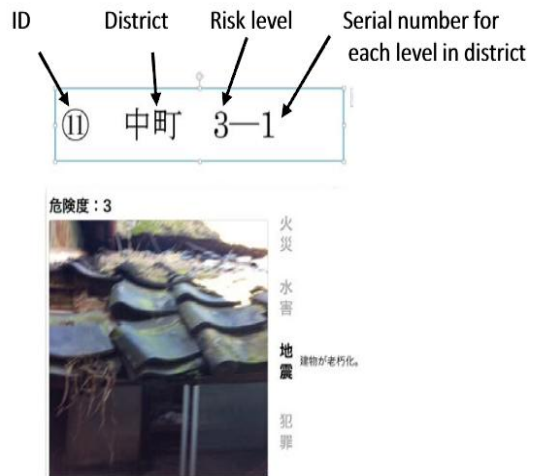 ID District Risk level Serial number for
each level in district
⑪ 中町 3—1
危険度：3
火災
水害
地震 建物が老朽化。
犯罪